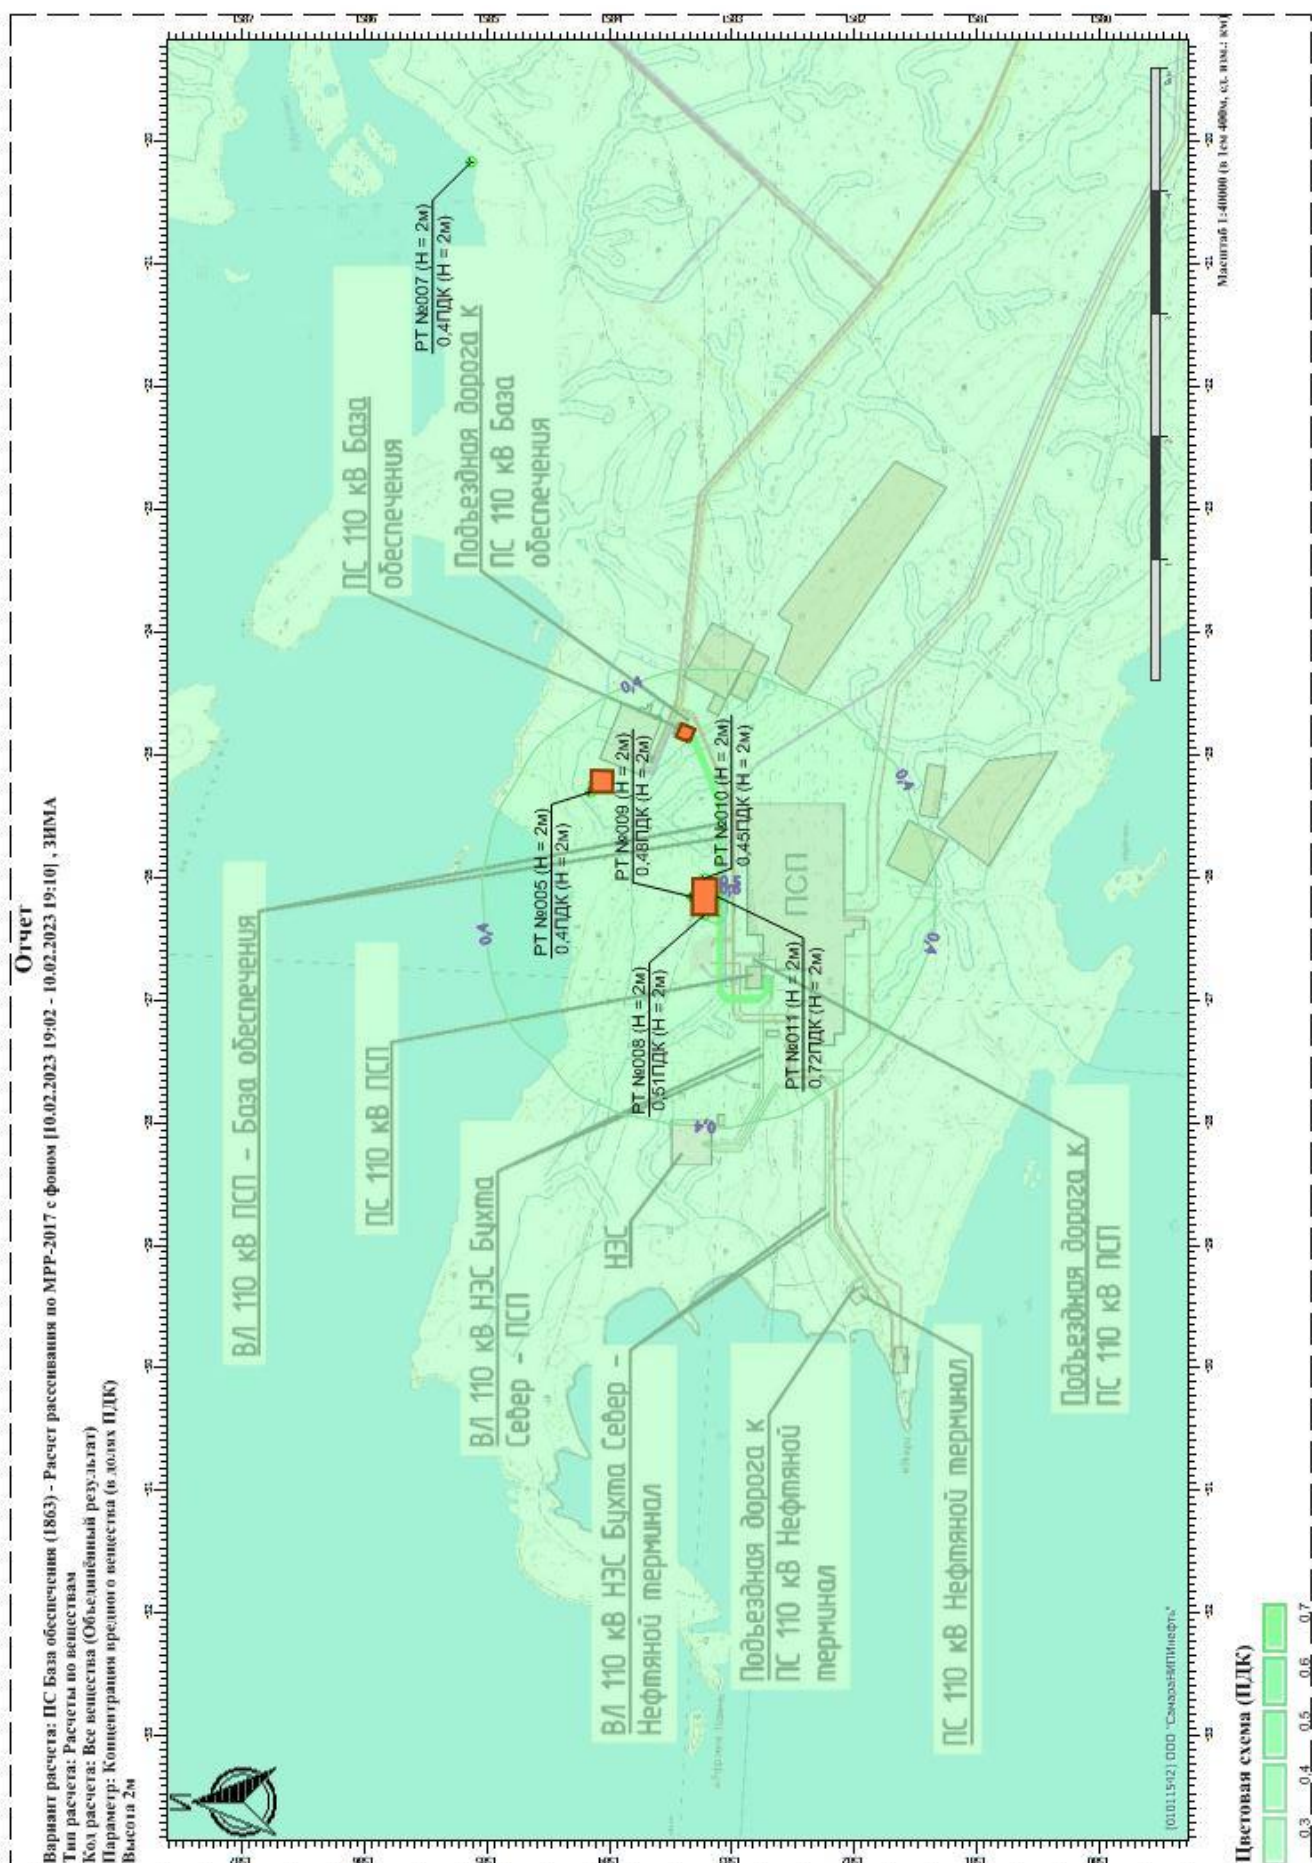 Отчет
Вариант расчета: ПС База обеспечения (1863) - Расчет рассеивания по МРР-2017 с фоном [10.02.2023 19:02 - 10.02.2023 19:10] , ЗИМА
Тип расчета: Расчеты по веществам
Код расчета: Все вещества (Объединённый результат)
Параметр: Концентрация вредного вещества (в долях ПДК)
Высота 2м
ВЛ 110 кВ ПСП - База обеспечения
ПС 110 кВ База
обеспечения
ПС 110 кВ ПСП
РТ №007 (H = 2м)
0,4ПДК (H = 2м)
Подъездная дорога к
ПС 110 кВ База
обеспечения
ВЛ 110 кВ НЭС Бухта
Север - ПСП
0,4
0,4
РТ №005 (H = 2м)
0,4ПДК (H = 2м)
РТ №009 (H = 2м)
0,48ПДК (H = 2м)
НЭС
РТ №008 (H = 2м)
0,51ПДК (H = 2м)
РТ №010 (H = 2м)
0,45ПДК (H = 2м)
0,4
ВЛ 110 кВ НЭС Бухта Север -
Нефтяной терминал
ПСП
РТ №011 (H = 2м)
0,72ПДК (H = 2м)
Подъездная дорога к
ПС 110 кВ Нефтяной
терминал
0,4
0,4
ПС 110 кВ Нефтяной терминал
Подъездная дорога к
ПС 110 кВ ПСП
[01011542] ООО "СамараНИПИнефть"
Масштаб 1:40000 (в 1см 400м, ед. изм.: км)
Цветовая схема (ПДК)
0,3 0,4 0,5 0,6 0,7